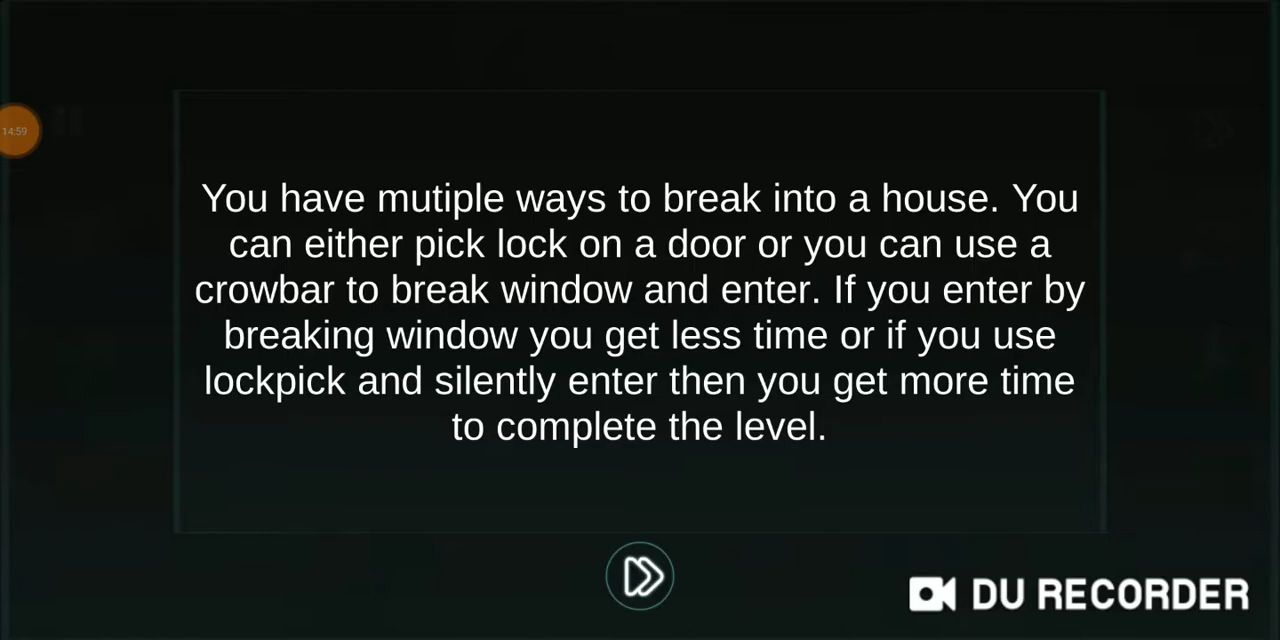 14:59
You have mutiple ways to break into a house. You
can either pick lock on a door or you can use a
crowbar to break window and enter. If you enter by
breaking window you get less time or if you use
lockpick and silently enter then you get more time
to complete the level.
DU RECORDER